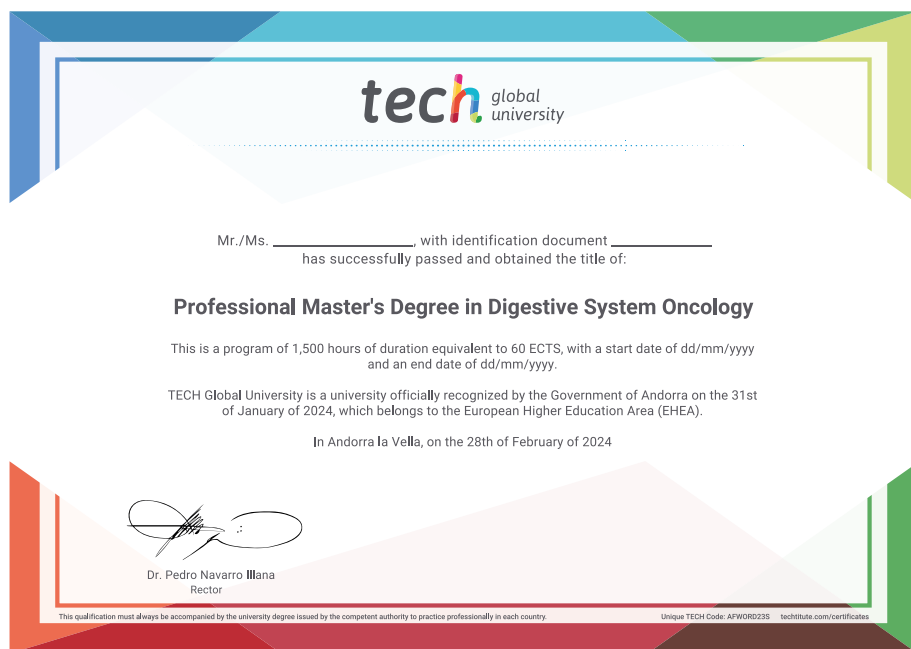 tech global
university
Mr./Ms. ____________________, with identification document ______________
has successfully passed and obtained the title of:
Professional Master's Degree in Digestive System Oncology
This is a program of 1,500 hours of duration equivalent to 60 ECTS, with a start date of dd/mm/yyyy
and an end date of dd/mm/yyyy.
TECH Global University is a university officially recognized by the Government of Andorra on the 31st
of January of 2024, which belongs to the European Higher Education Area (EHEA).
In Andorra la Vella, on the 28th of February of 2024
Dr. Pedro Navarro Illana
Rector
This qualification must always be accompanied by the university degree issued by the competent authority to practice professionally in each country. Unique TECH Code: AFWORD23S techtitute.com/certificates